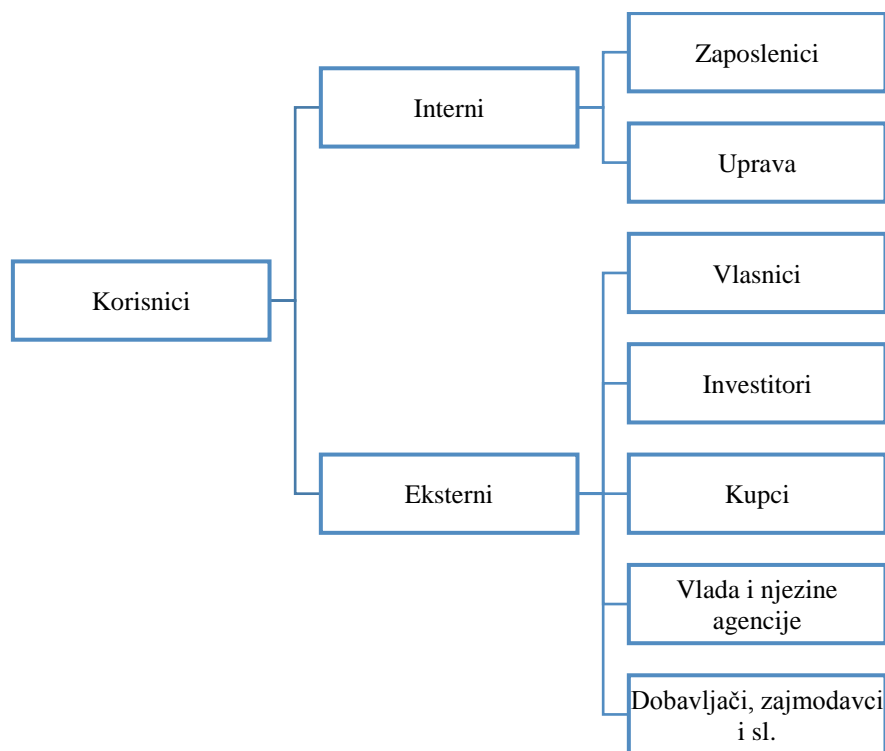 Korisnici
Interni
Zaposlenici
Uprava
Eksterni
Vlasnici
Investitori
Kupci
Vlada i njezine
agencije
Dobavljači, zajmodavci
i sl.